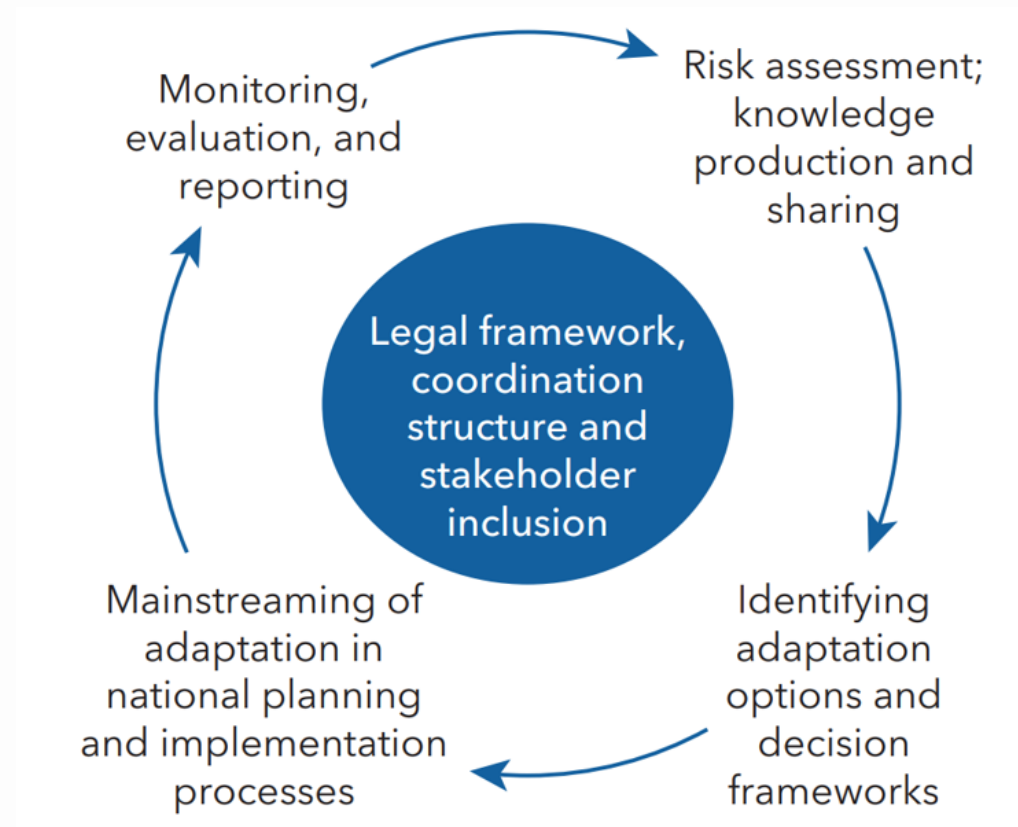 Monitoring,
evaluation, and
reporting
Risk assessment;
knowledge
production and
sharing
Legal framework,
coordination
structure and
stakeholder
inclusion
Mainstreaming of
adaptation in
national planning
and implementation
processes
Identifying
adaptation
options and
decision
frameworks